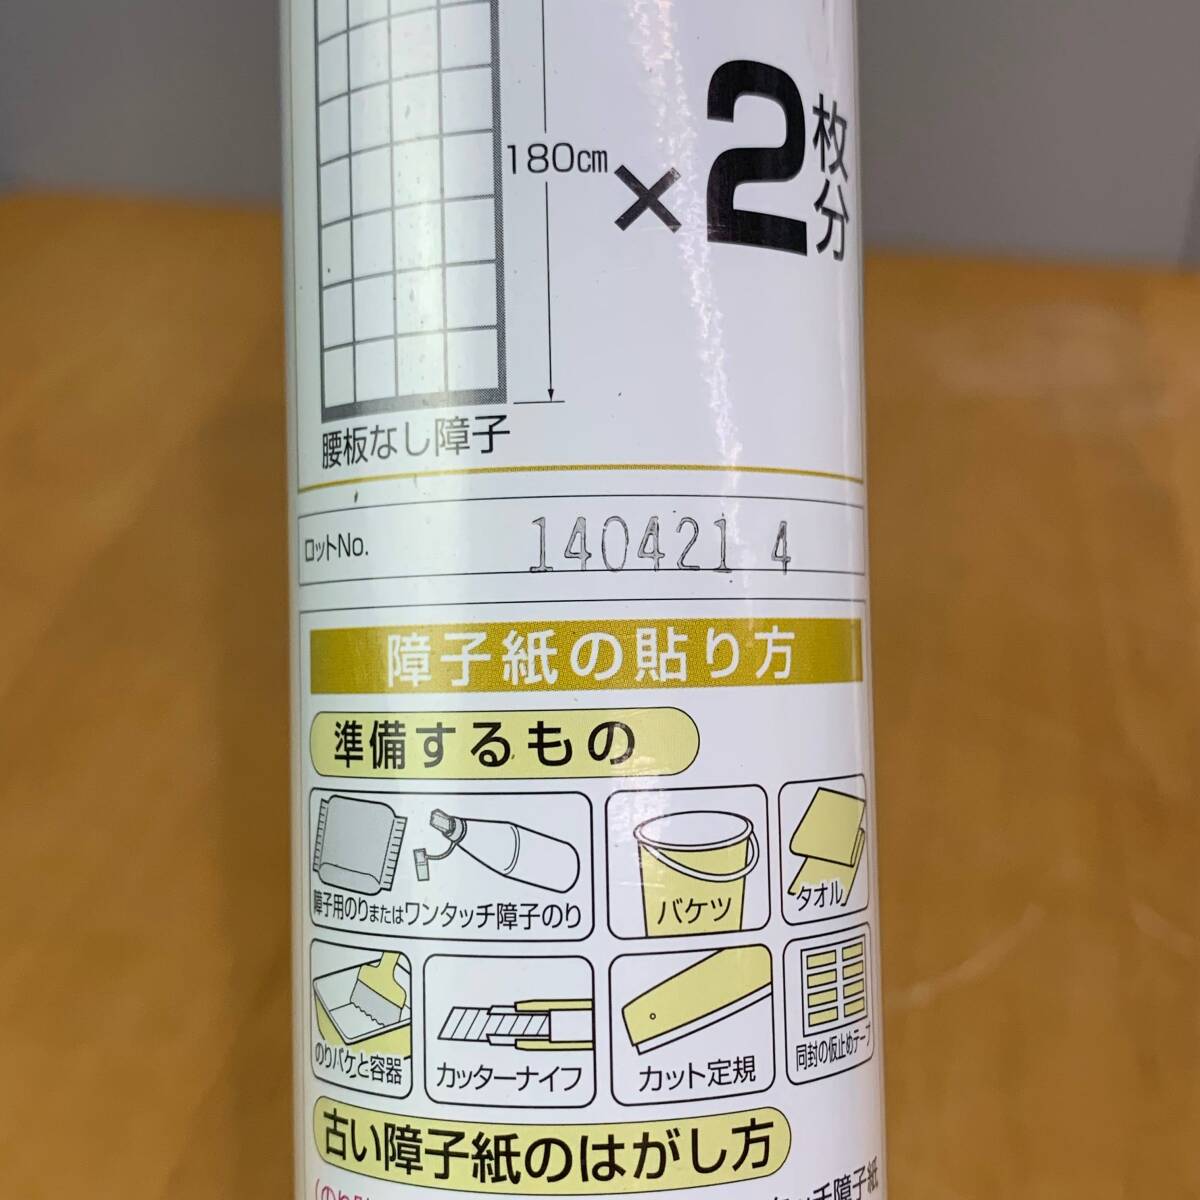 180cm
×2枚分
腰板なし障子
ロットNo. 140421 4
障子紙の貼り方
準備するもの
障子用のりまたはワンタッチ障子のり
バケツ
タオル
のりバケと容器
カッターナイフ
カット定規
同封の仮止めテープ
古い障子紙のはがし方